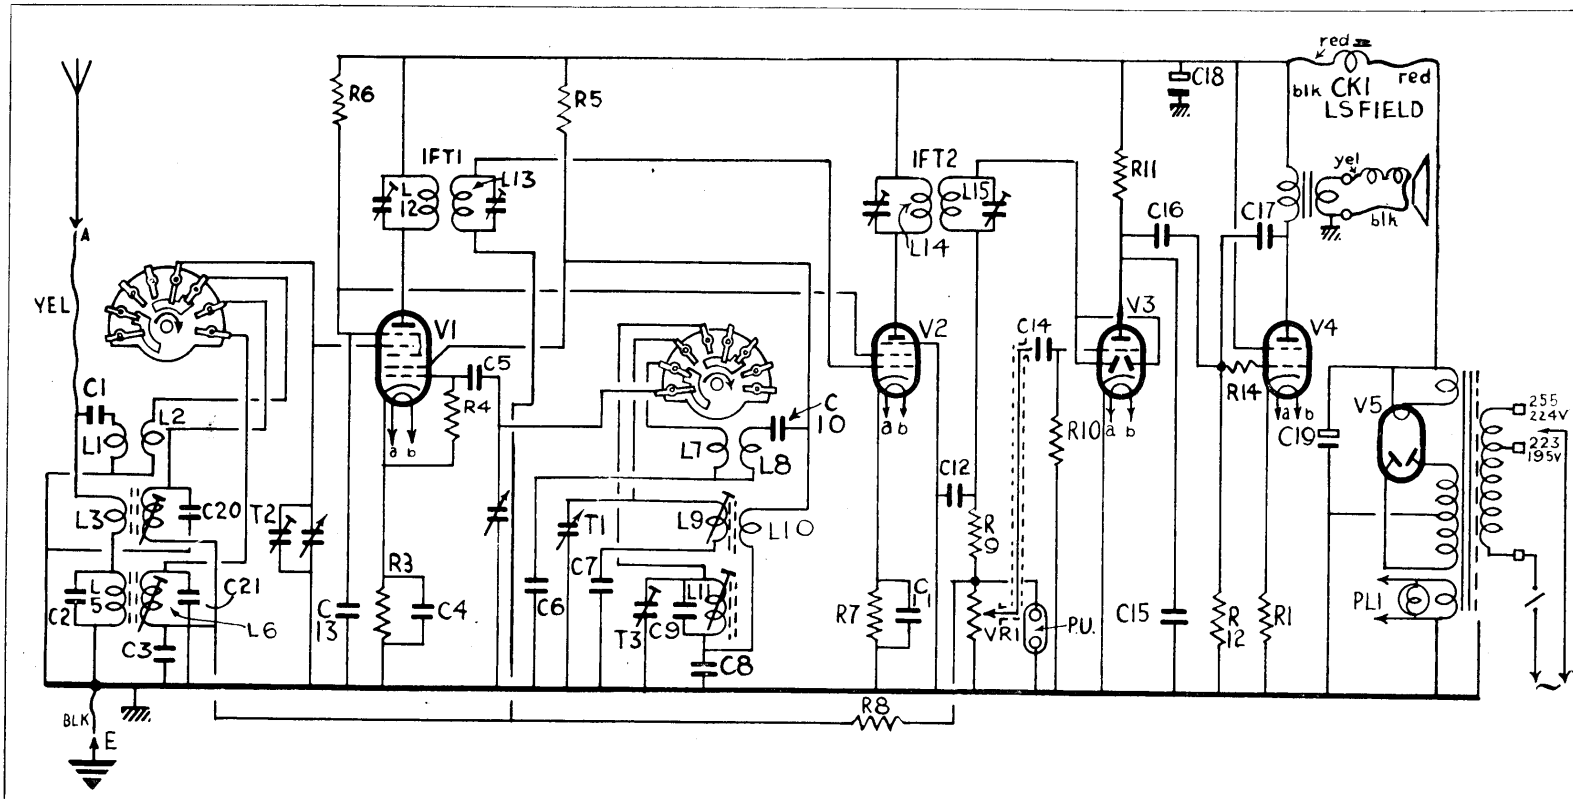 red
red
blk
CK1
LS FIELD
C18
R6
R5
IFT1
L13
L
12
IFT2
L15
L14
R11
C16
C17
yel
blk
A
YEL
V1
V2
V3
V4
C14
C5
R4
C1
L1
L2
C
10
L7
L8
a b
a b
a b
a b
R10
R14
C19
V5
255
224V
223
195V
C12
L3
C20
T2
T1
L9
L10
R
9
C2
L
5
C21
L6
C3
C
13
R3
C4
C6
C7
T3
C9
L11
C8
R7
C
1
VR1
P.U.
C15
R
12
R1
PL1
R8
BLK
E